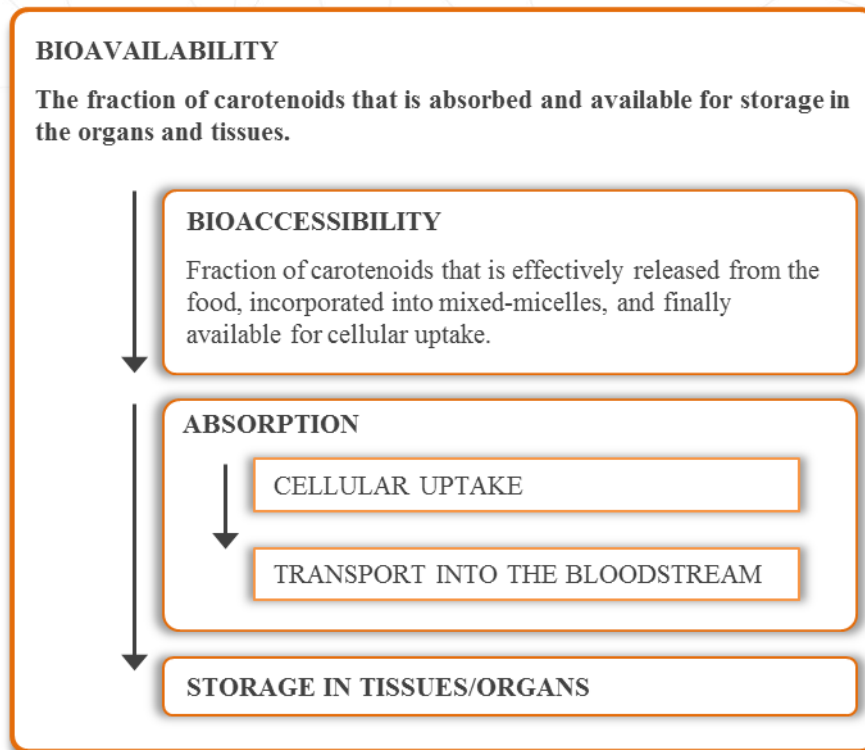 BIOAVAILABILITY
The fraction of carotenoids that is absorbed and available for storage in
the organs and tissues.
BIOACCESSIBILITY
Fraction of carotenoids that is effectively released from the
food, incorporated into mixed-micelles, and finally
available for cellular uptake.
ABSORPTION
CELLULAR UPTAKE
TRANSPORT INTO THE BLOODSTREAM
STORAGE IN TISSUES/ORGANS